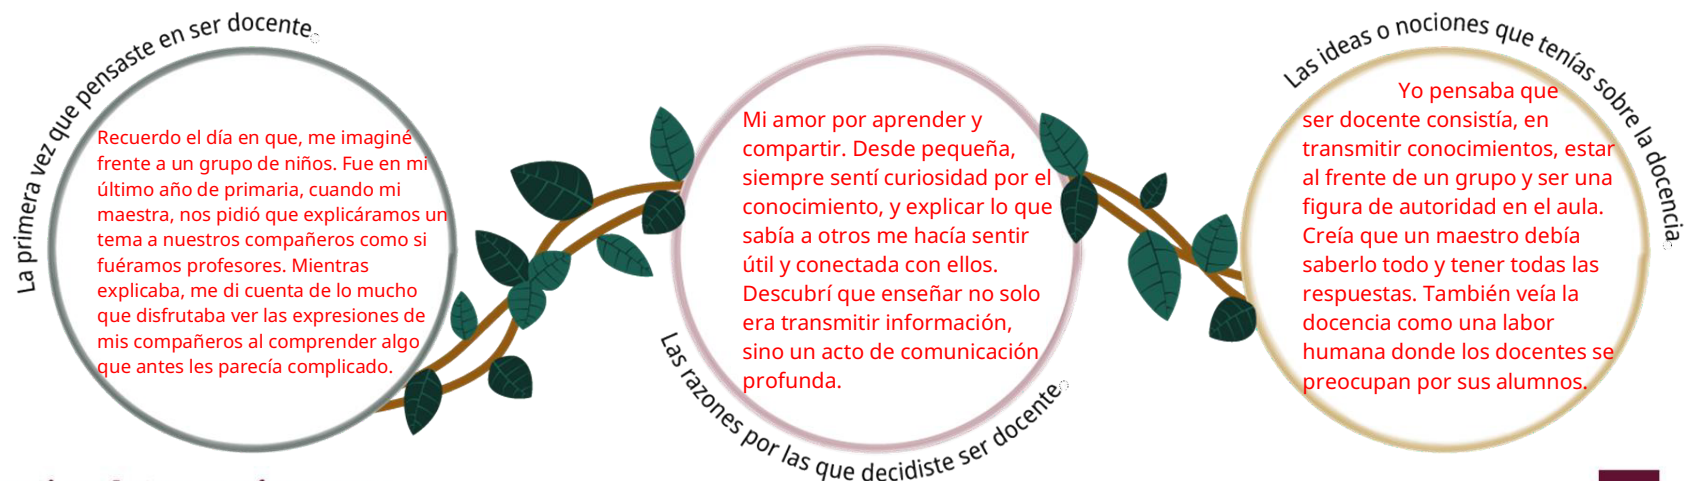 La primera vez que pensaste en ser docente
Recuerdo el día en que, me imaginé
frente a un grupo de niños. Fue en mi
último año de primaria, cuando mi
maestra, nos pidió que explicáramos un
tema a nuestros compañeros como si
fuéramos profesores. Mientras
explicaba, me di cuenta de lo mucho
que disfrutaba ver las expresiones de
mis compañeros al comprender algo
que antes les parecía complicado.
Mi amor por aprender y
compartir. Desde pequeña,
siempre sentí curiosidad por el
conocimiento, y explicar lo que
sabía a otros me hacía sentir
útil y conectada con ellos.
Descubrí que enseñar no solo
era transmitir información,
sino un acto de comunicación
profunda.
Las razones por las que decidiste ser docente
Las ideas o nociones que tenías sobre la docencia
Yo pensaba que
ser docente consistía, en
transmitir conocimientos, estar
al frente de un grupo y ser una
figura de autoridad en el aula.
Creía que un maestro debía
saberlo todo y tener todas las
respuestas. También veía la
docencia como una labor
humana donde los docentes se
preocupan por sus alumnos.